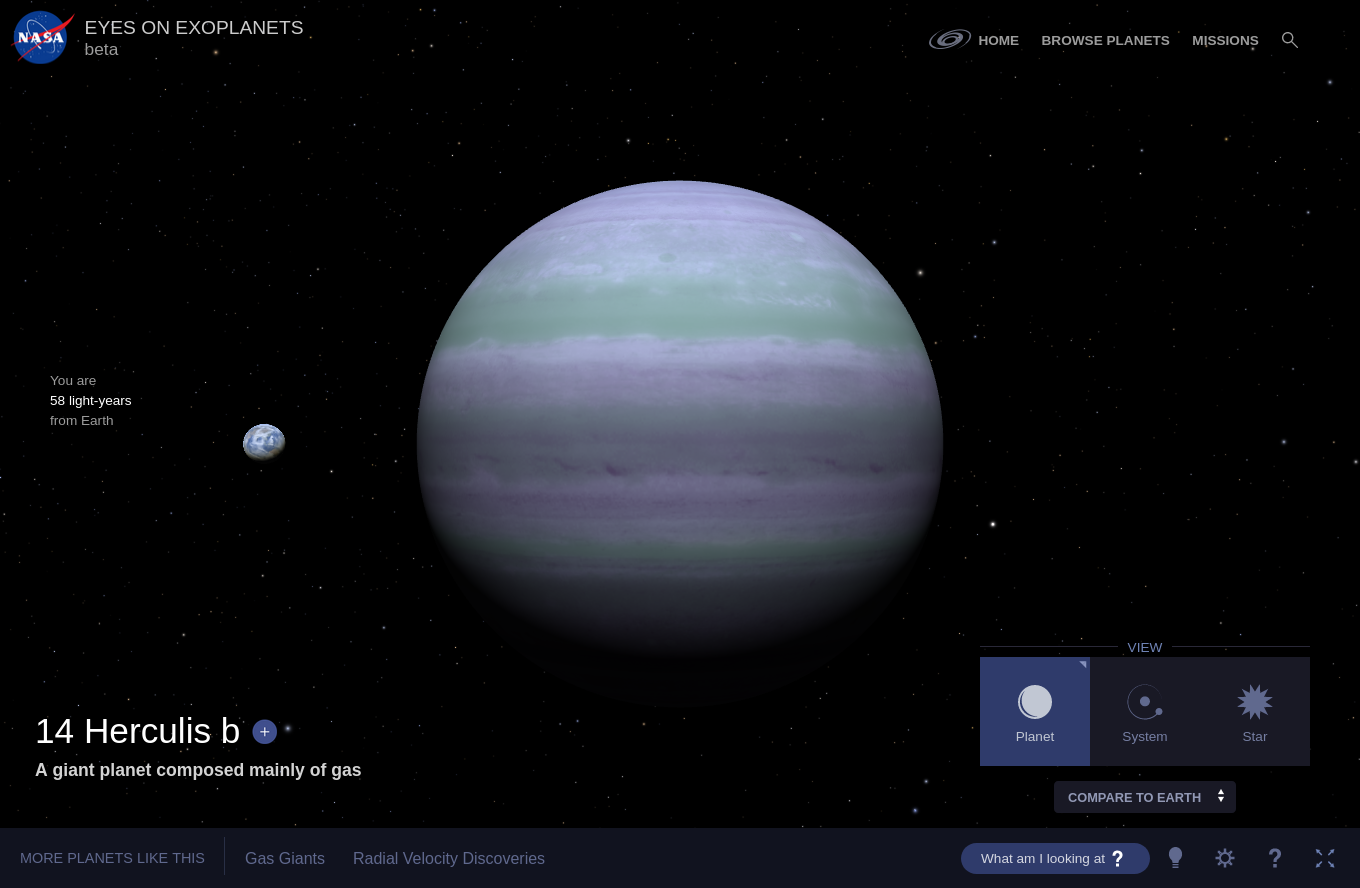 NASA
EYES ON EXOPLANETS
beta
HOME
BROWSE PLANETS
MISSIONS
You are
58 light-years
from Earth
14 Herculis b +
A giant planet composed mainly of gas
VIEW
Planet
System
Star
COMPARE TO EARTH
MORE PLANETS LIKE THIS
Gas Giants
Radial Velocity Discoveries
What am I looking at ?
?